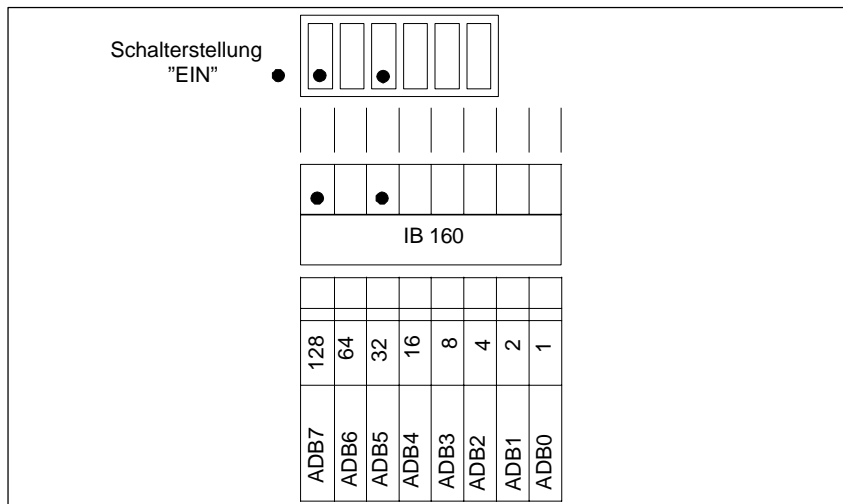 Schalterstellung
"EIN"
IB 160
128 64 32 16 8 4 2 1
ADB7 ADB6 ADB5 ADB4 ADB3 ADB2 ADB1 ADB0